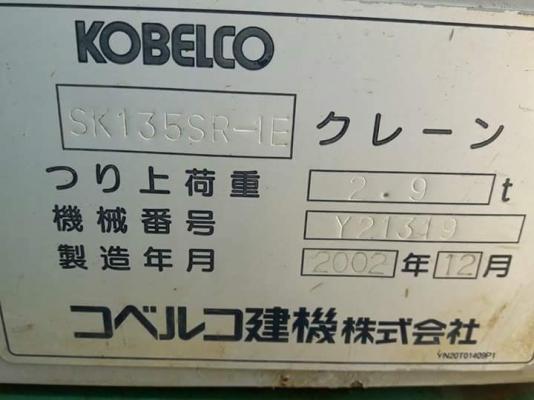 KOBELCO
SK135SR-1E クレーン
つり上荷重 2.9 t
機械番号 Y21349
製造年月 2002 年 12 月
コベルコ建機株式会社
YN20T01409P1